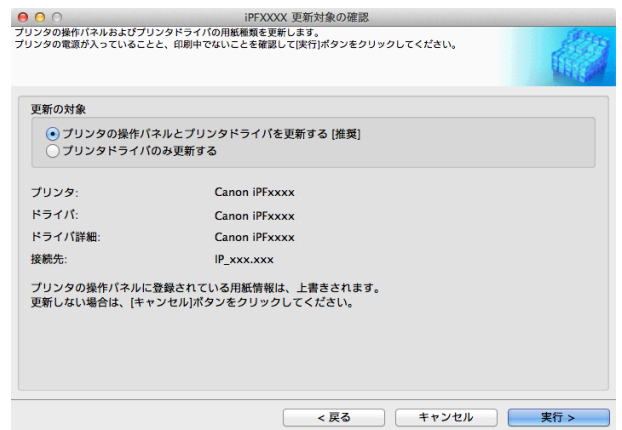 iPFXXXX 更新対象の確認
プリンタの操作パネルおよびプリンタドライバの用紙種類を更新します。
プリンタの電源が入っていることと、印刷中でないことを確認して[実行]ボタンをクリックしてください。
更新の対象
プリンタの操作パネルとプリンタドライバを更新する [推奨]
プリンタドライバのみ更新する
プリンタ: Canon iPFxxxx
ドライバ: Canon iPFxxxx
ドライバ詳細: Canon iPFxxxx
接続先: IP_xxx.xxx
プリンタの操作パネルに登録されている用紙情報は、上書きされます。
更新しない場合は、[キャンセル]ボタンをクリックしてください。
< 戻る キャンセル 実行 >